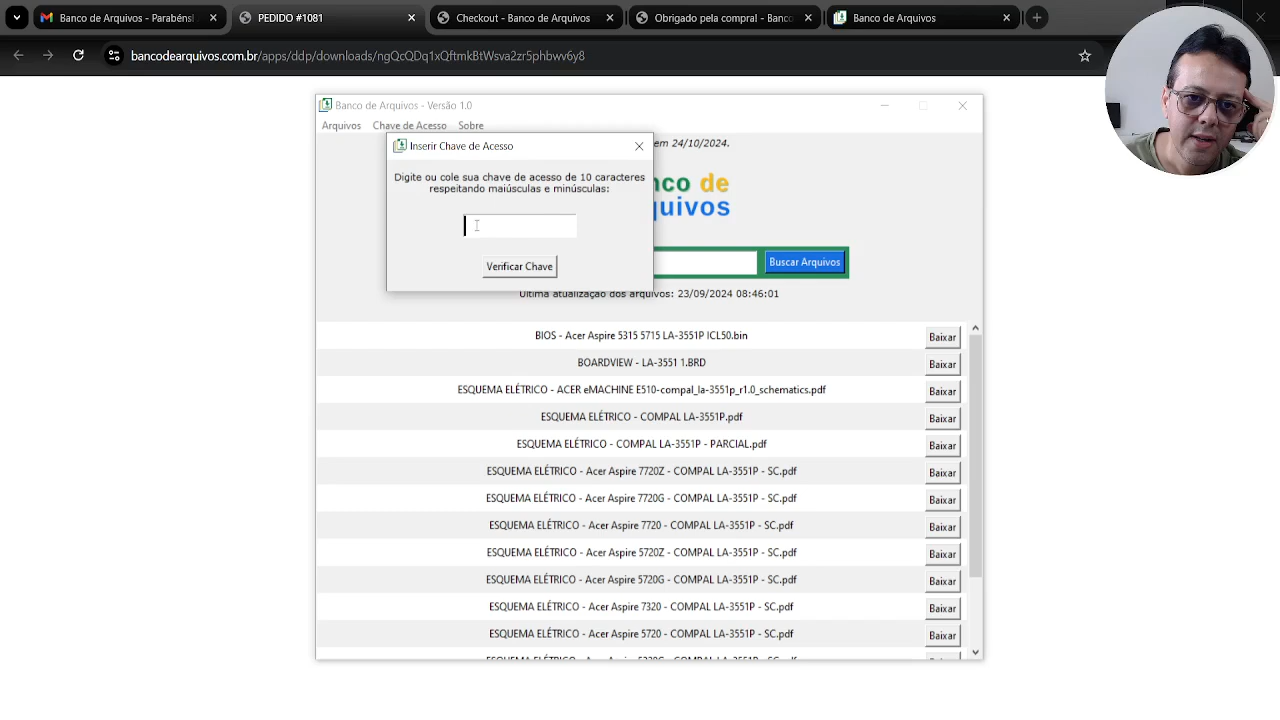 Banco de Arquivos - Parabéns!
PEDIDO #1081
Checkout - Banco de Arquivos
Obrigado pela compra! - Banco
Banco de Arquivos
bancodearquivos.com.br/apps/ddp/downloads/ngQcQDq1xQftmkBtWsva2zr5phbwv6y8
Banco de Arquivos - Versão 1.0
Arquivos Chave de Acesso Sobre
em 24/10/2024.
Inserir Chave de Acesso
Digite ou cole sua chave de acesso de 10 caracteres
respeitando maiúsculas e minúsculas:
Verificar Chave
nco de
quivos
Buscar Arquivos
Última atualização dos arquivos: 23/09/2024 08:46:01
BIOS - Acer Aspire 5315 5715 LA-3551P ICL50.bin Baixar
BOARDVIEW - LA-3551 1.BRD Baixar
ESQUEMA ELÉTRICO - ACER eMACHINE E510-compal_la-3551p_r1.0_schematics.pdf Baixar
ESQUEMA ELÉTRICO - COMPAL LA-3551P.pdf Baixar
ESQUEMA ELÉTRICO - COMPAL LA-3551P - PARCIAL.pdf Baixar
ESQUEMA ELÉTRICO - Acer Aspire 7720Z - COMPAL LA-3551P - SC.pdf Baixar
ESQUEMA ELÉTRICO - Acer Aspire 7720G - COMPAL LA-3551P - SC.pdf Baixar
ESQUEMA ELÉTRICO - Acer Aspire 7720 - COMPAL LA-3551P - SC.pdf Baixar
ESQUEMA ELÉTRICO - Acer Aspire 5720Z - COMPAL LA-3551P - SC.pdf Baixar
ESQUEMA ELÉTRICO - Acer Aspire 5720G - COMPAL LA-3551P - SC.pdf Baixar
ESQUEMA ELÉTRICO - Acer Aspire 7320 - COMPAL LA-3551P - SC.pdf Baixar
ESQUEMA ELÉTRICO - Acer Aspire 5720 - COMPAL LA-3551P - SC.pdf Baixar